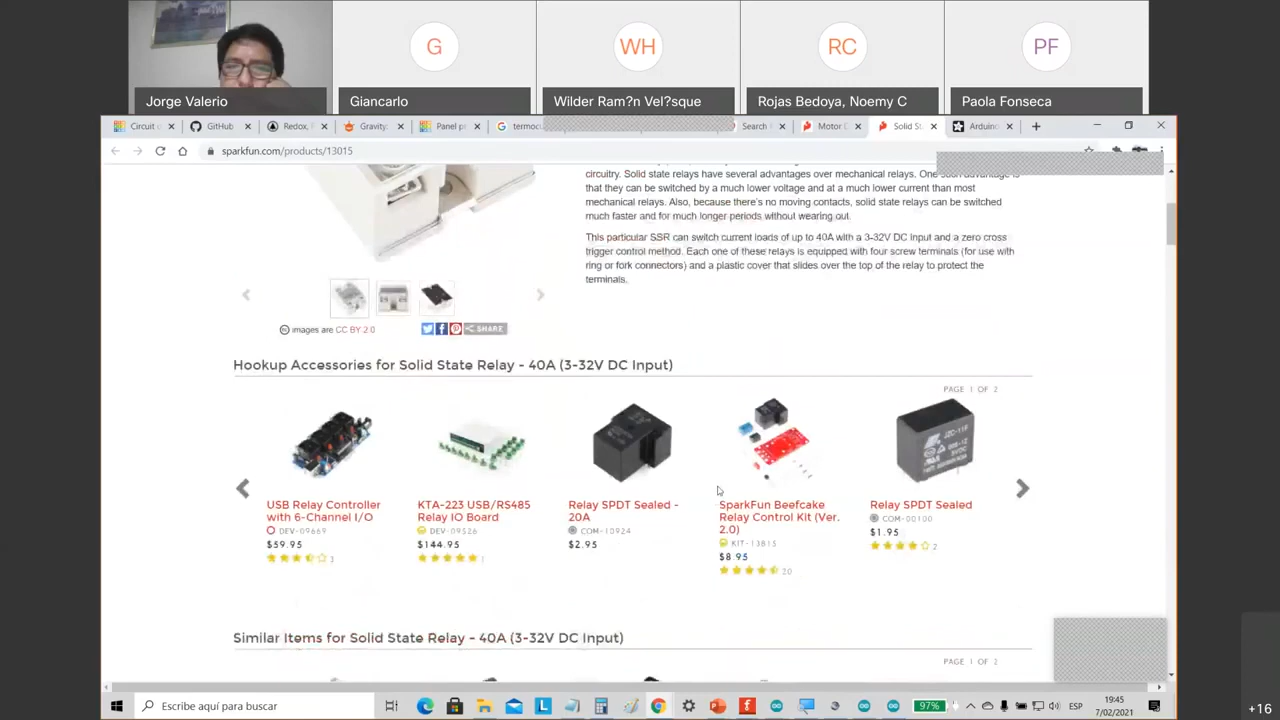 G
WH
RC
PF
Jorge Valerio
Giancarlo
Wilder Ram?n Vel?sque
Rojas Bedoya, Noemy C
Paola Fonseca
Circuit o
GitHub
Redox, F
Gravity:
Panel p
termocu
Search R
Motor D
Solid St
Arduino
sparkfun.com/products/13015
circuitry. Solid state relays have several advantages over mechanical relays. One such advantage is
that they can be switched by a much lower voltage and at a much lower current than most
mechanical relays. Also, because there's no moving contacts, solid state relays can be switched
much faster and for much longer periods without wearing out.
This particular SSR can switch current loads of up to 40A with a 3-32V DC Input and a zero cross
trigger control method. Each one of these relays is equipped with four screw terminals (for use with
ring or fork connectors) and a plastic cover that slides over the top of the relay to protect the
terminals.
images are CC BY 2.0
SHARE
Hookup Accessories for Solid State Relay - 40A (3-32V DC Input)
PAGE 1 OF 2
USB Relay Controller
with 6-Channel I/O
DEV-09669
$59.95
3
KTA-223 USB/RS485
Relay IO Board
DEV-09526
$144.95
1
Relay SPDT Sealed -
20A
COM-10924
$2.95
SparkFun Beefcake
Relay Control Kit (Ver.
2.0)
KIT-13815
$8.95
20
Relay SPDT Sealed
COM-00100
$1.95
2
Similar Items for Solid State Relay - 40A (3-32V DC Input)
PAGE 1 OF 2
Escribe aquí para buscar
97%
ESP
19:45
7/02/2021
+16